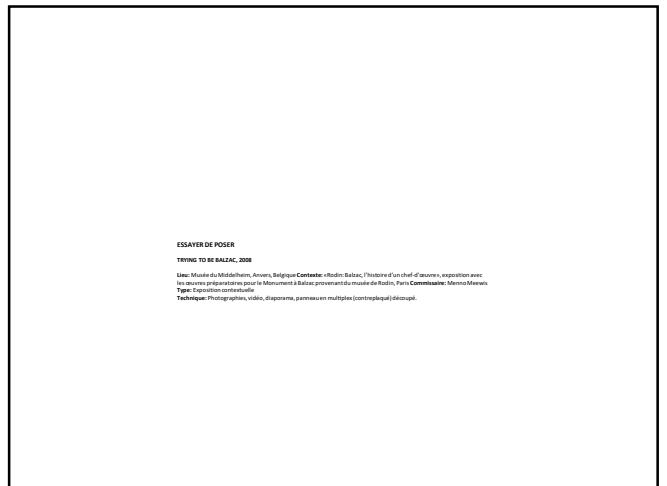 ESSAYER DE POSER
TRYING TO BE BALZAC, 2008
Lieu: Musée du Middelheim, Anvers, Belgique Contexte: «Rodin: Balzac, l'histoire d'un chef-d'œuvre», exposition avec
les œuvres préparatoires pour le Monument à Balzac provenant du musée de Rodin, Paris Commissaire: Menno Meewis
Type: Exposition contextuelle
Technique: Photographies, vidéo, diaporama, panneau en multiplex (contreplaqué) découpé.